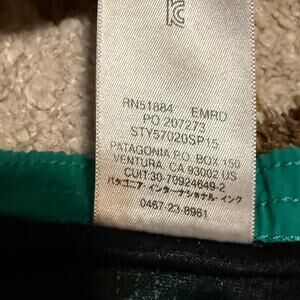 RN51884 EMRD
PO 207273
STY57020SP15
PATAGONIA P.O. BOX 150
VENTURA, CA 93002 US
CUIT:30-70924649-2
パタゴニア・インターナショナル・インク
0467-23-8961